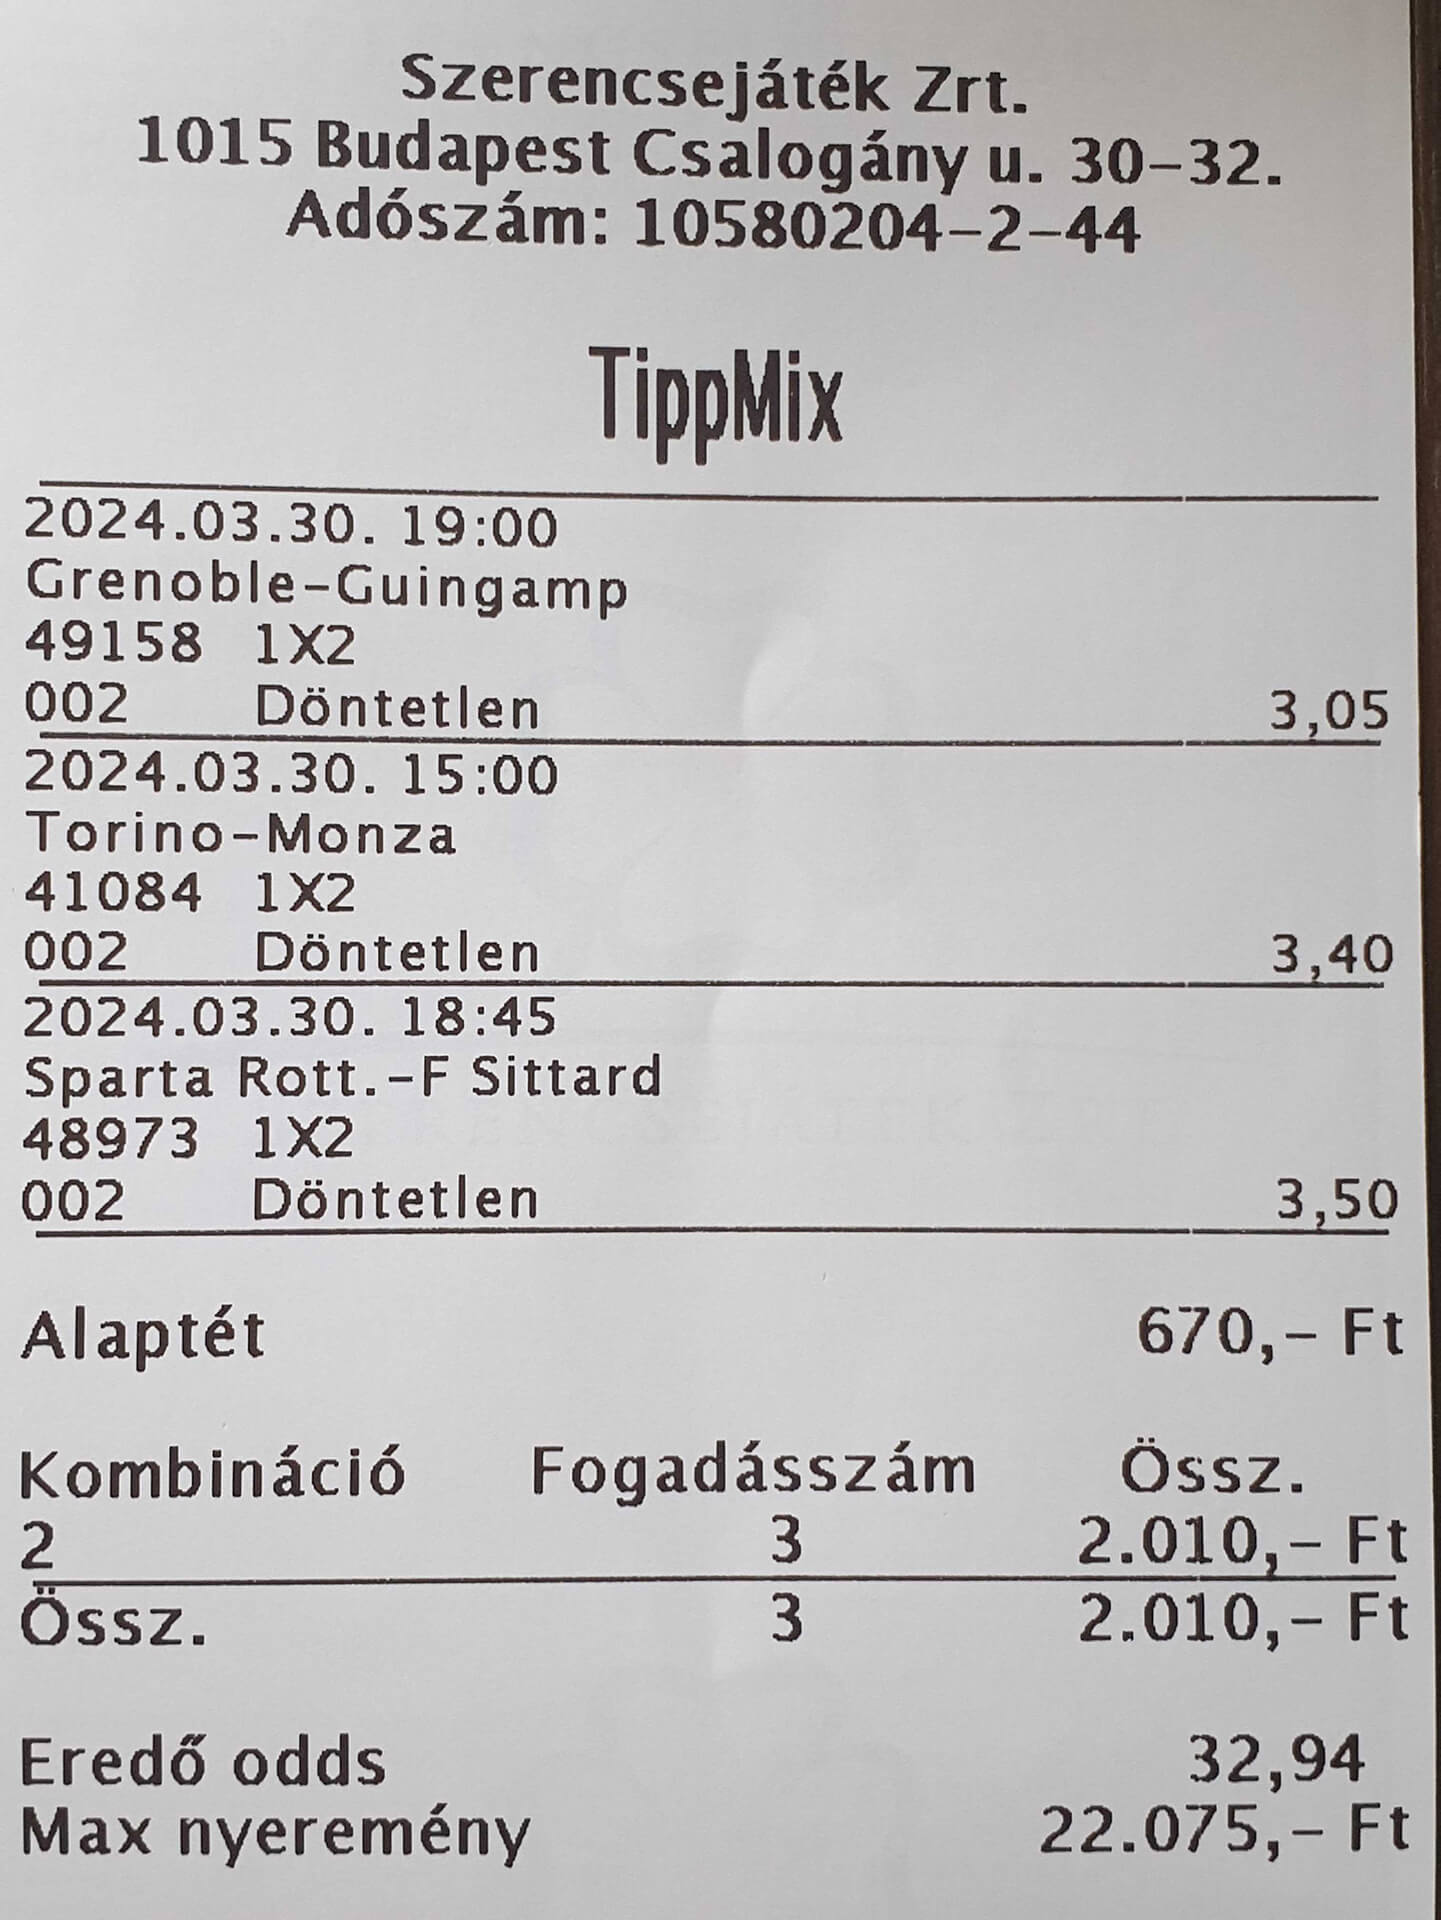 Szerencsejáték Zrt.
1015 Budapest Csalogány u. 30-32.
Adószám: 10580204-2-44
TippMix
2024.03.30. 19:00
Grenoble-Guingamp
49158 1X2
002 Döntetlen 3,05
2024.03.30. 15:00
Torino-Monza
41084 1X2
002 Döntetlen 3,40
2024.03.30. 18:45
Sparta Rott.-F Sittard
48973 1X2
002 Döntetlen 3,50
Alaptét 670,- Ft
Kombináció Fogadásszám Össz.
2 3 2.010,- Ft
Össz. 3 2.010,- Ft
Eredő odds 32,94
Max nyeremény 22.075,- Ft